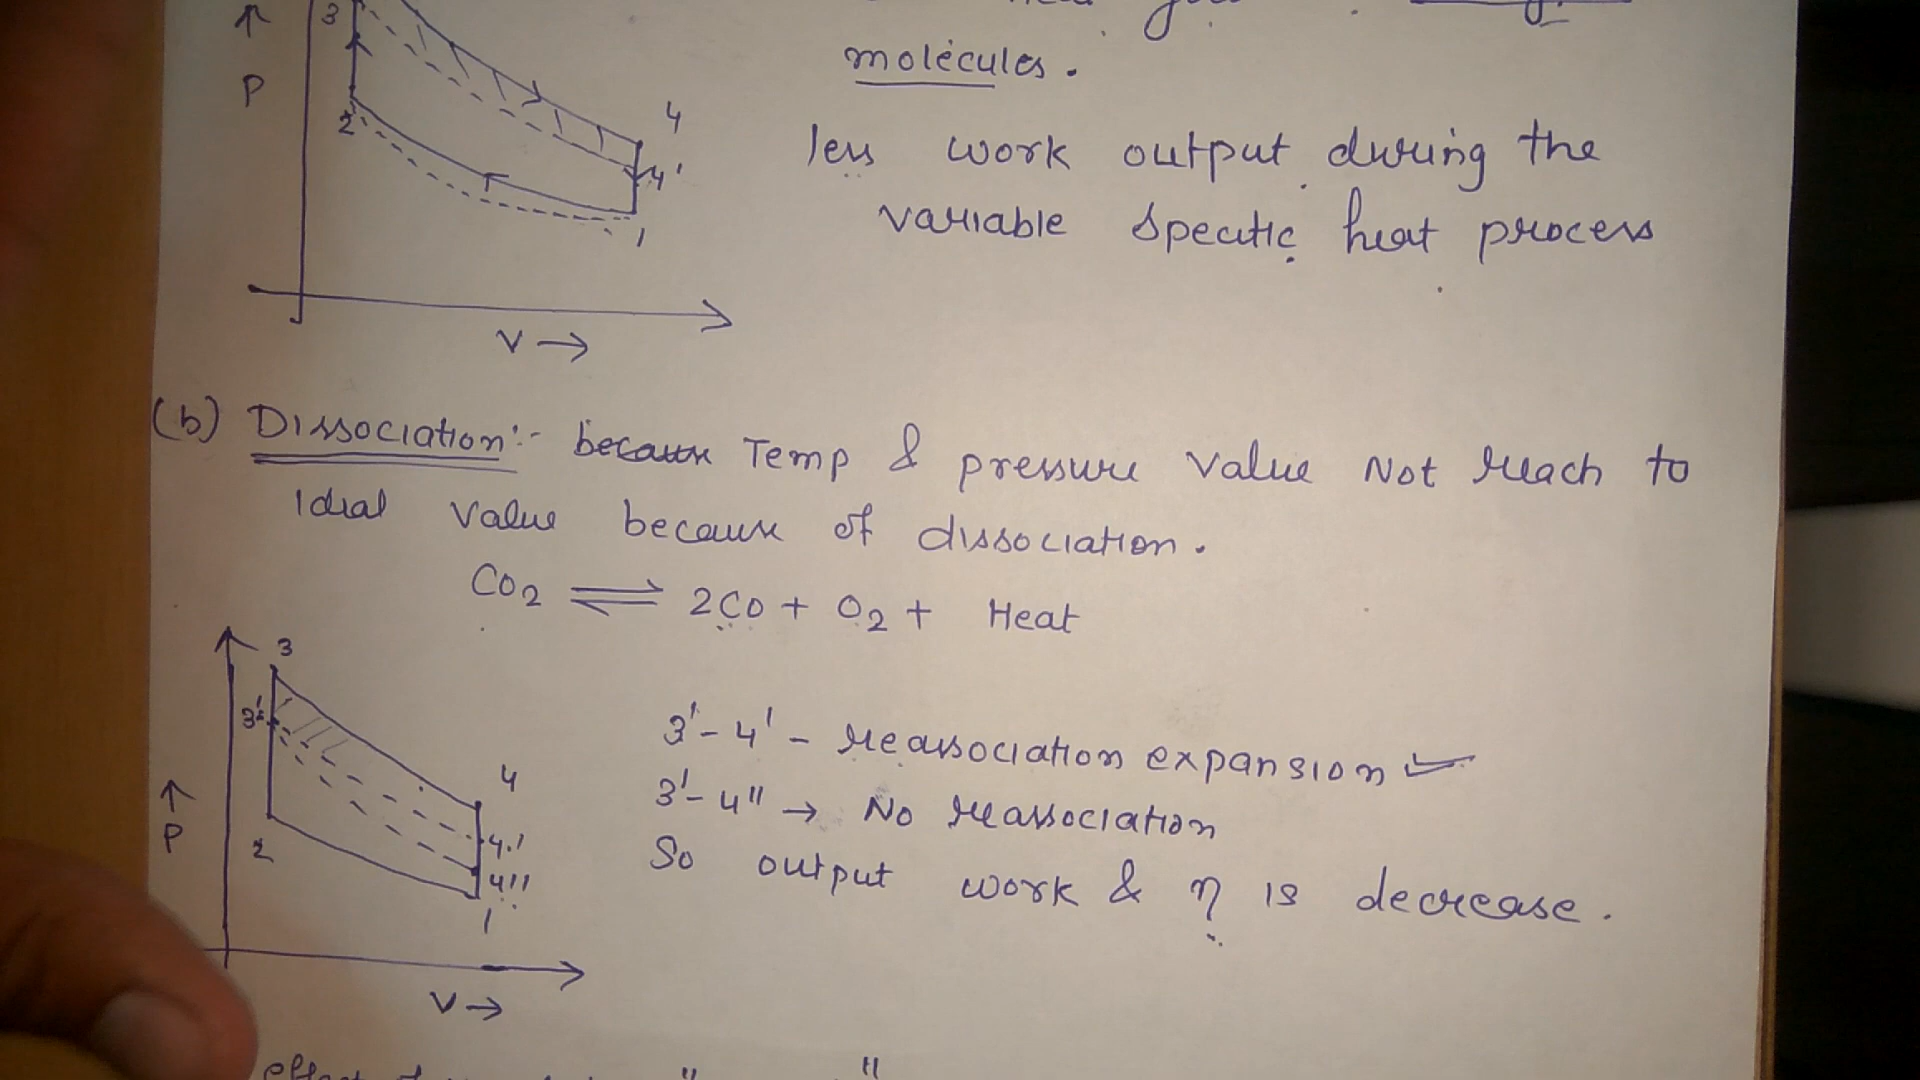 molecules.
less work output during the
variable specific heat process
↑
P
3
2
4
4'
1
V →
(b) Dissociation:- because Temp & pressure value Not reach to
Ideal value because of dissociation.
CO2 ⇌ 2CO + O2 + Heat
3
3'
2
4
4'
4''
1
↑
P
V →
3'-4' - reassociation expansion
3'-4'' → No reassociation
So output work & η is decrease.